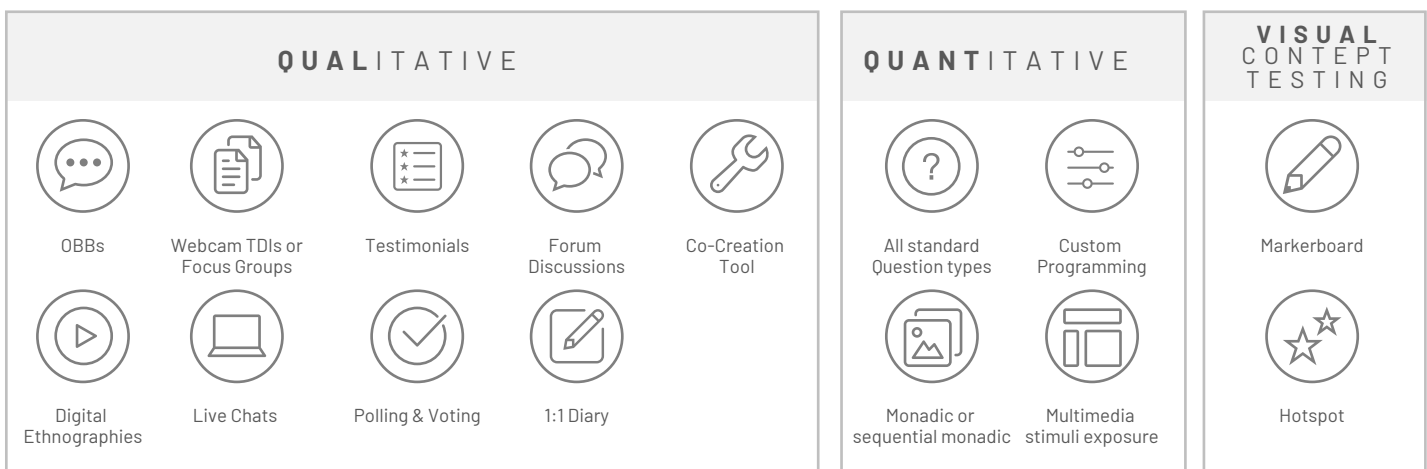 QUALITATIVE
OBBs
Webcam TDIs or
Focus Groups
Testimonials
Forum
Discussions
Co-Creation
Tool
Digital
Ethnographies
Live Chats
Polling & Voting
1:1 Diary
QUANTITATIVE
?
All standard
Question types
Custom
Programming
Monadic or
sequential monadic
Multimedia
stimuli exposure
VISUAL
CONTEPT
TESTING
Markerboard
Hotspot